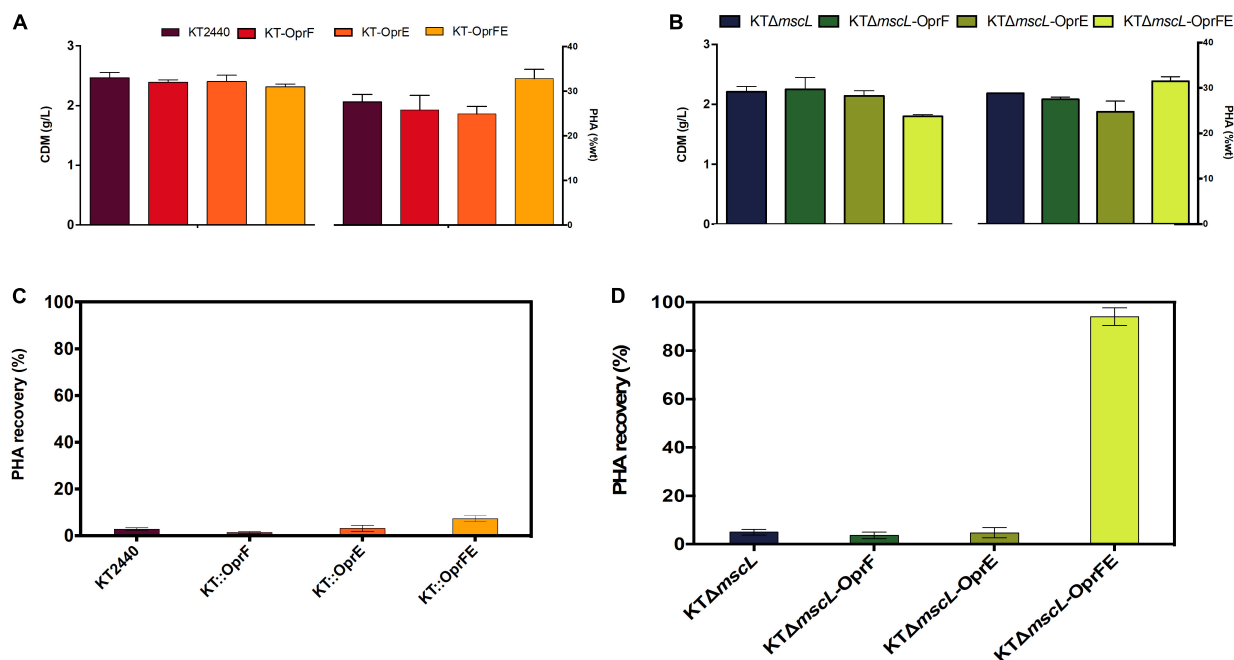 A
KT2440 KT-OprF KT-OprE KT-OprFE
3
2
1
0
CDM (g/L)
40
30
20
10
0
PHA (%wt)
B
KTΔmscL KTΔmscL-OprF KTΔmscL-OprE KTΔmscL-OprFE
3
2
1
0
CDM (g/L)
40
30
20
10
0
PHA (%wt)
C
100
80
60
40
20
0
PHA recovery (%)
KT2440
KT::OprF
KT::OprE
KT::OprFE
D
100
80
60
40
20
0
PHA recovery (%)
KTΔmscL
KTΔmscL-OprF
KTΔmscL-OprE
KTΔmscL-OprFE